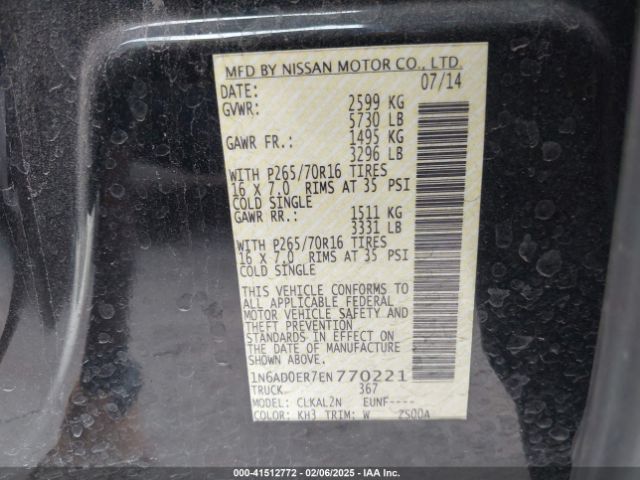 MFD BY NISSAN MOTOR CO., LTD.
DATE: 07/14
GVWR: 2599 KG
5730 LB
GAWR FR.: 1495 KG
3296 LB
WITH P265/70R16 TIRES
16 X 7.0 RIMS AT 35 PSI
COLD SINGLE
GAWR RR.: 1511 KG
3331 LB
WITH P265/70R16 TIRES
16 X 7.0 RIMS AT 35 PSI
COLD SINGLE
THIS VEHICLE CONFORMS TO
ALL APPLICABLE FEDERAL
MOTOR VEHICLE SAFETY AND
THEFT PREVENTION
STANDARDS IN EFFECT ON
THE DATE OF MANUFACTURE
SHOWN ABOVE.
1N6AD0ER7EN770221
TRUCK 367
MODEL: CLKAL2N EUNF----
COLOR: KH3 TRIM: W ZS00A
000-41512772 - 02/06/2025 - IAA Inc.